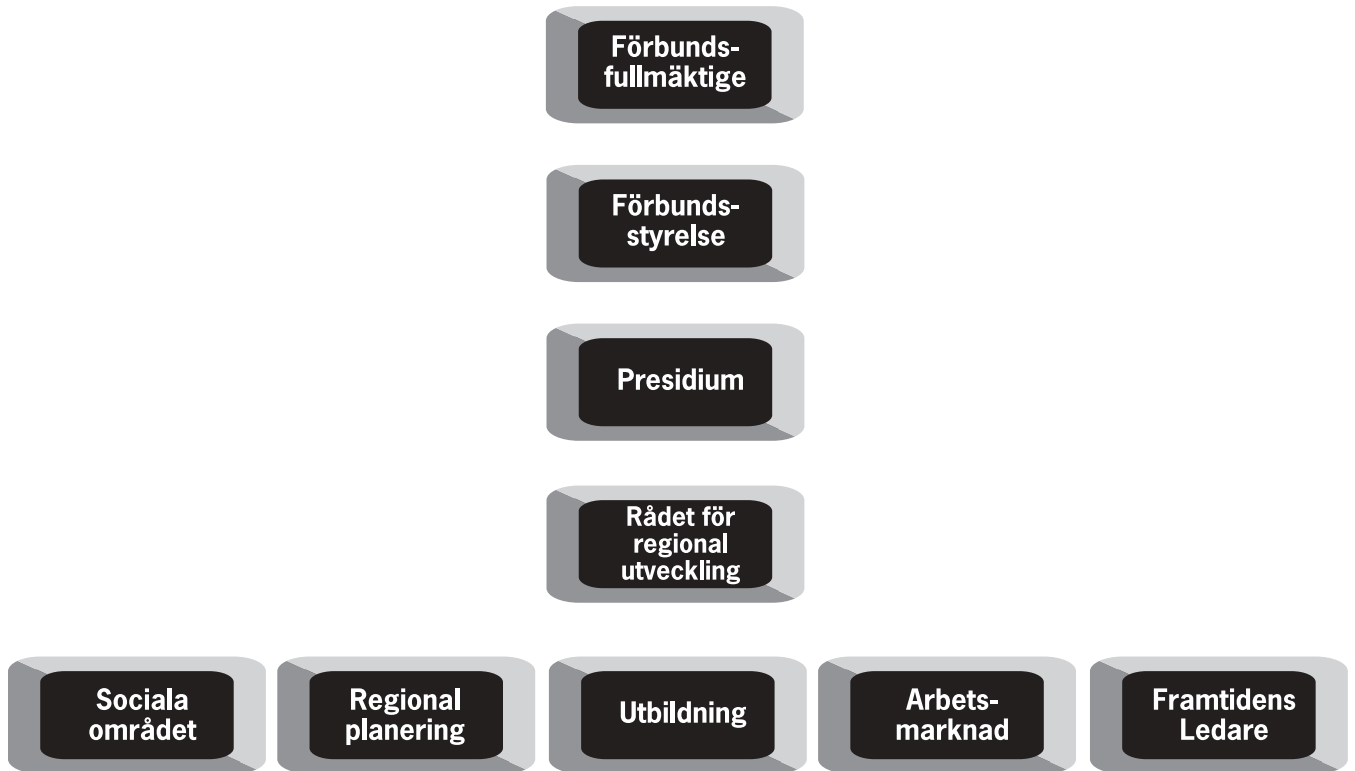 Förbunds-
fullmäktige
Förbunds-
styrelse
Presidium
Rådet för
regional
utveckling
Sociala
området
Regional
planering
Utbildning
Arbets-
marknad
Framtidens
Ledare